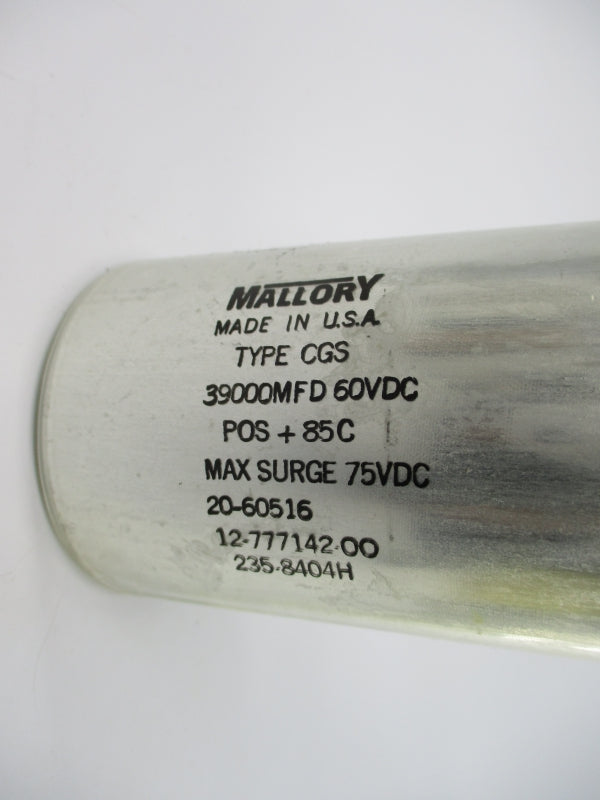 MALLORY
MADE IN U.S.A.
TYPE CGS
39000MFD 60VDC
POS + 85C
MAX SURGE 75VDC
20-60516
12-777142-00
235-8404H